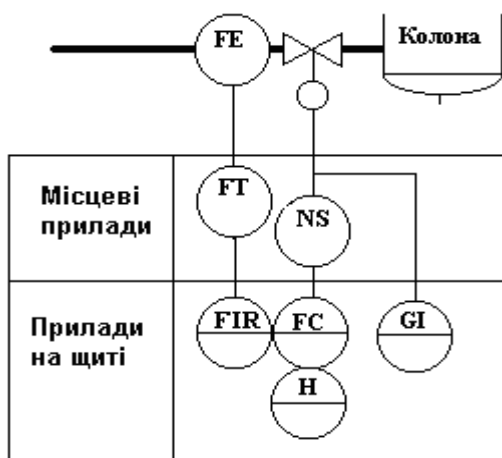 FE
Колона
Місцеві
прилади
FT
NS
Прилади
на щиті
FIR
FC
GI
H